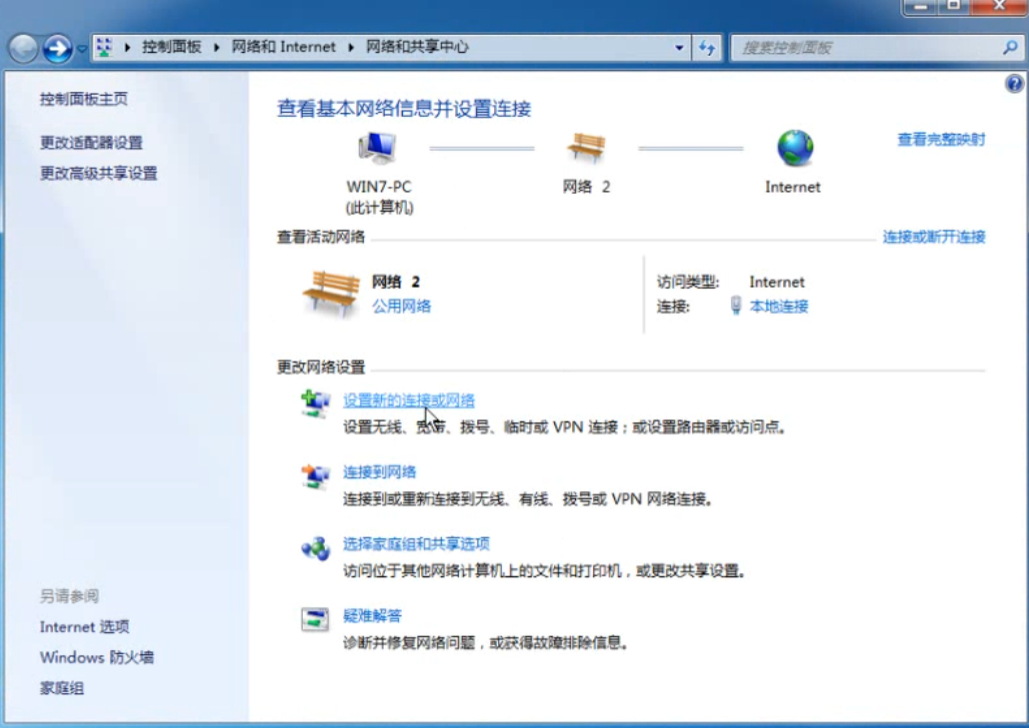 控制面板 网络和 Internet 网络和共享中心 搜索控制面板
控制面板主页
更改适配器设置
更改高级共享设置
查看基本网络信息并设置连接
查看完整映射
WIN7-PC
(此计算机)
网络 2
Internet
查看活动网络
连接或断开连接
网络 2
公用网络
访问类型: Internet
连接: 本地连接
更改网络设置
设置新的连接或网络
设置无线、宽带、拨号、临时或 VPN 连接；或设置路由器或访问点。
连接到网络
连接到或重新连接到无线、有线、拨号或 VPN 网络连接。
选择家庭组和共享选项
访问位于其他网络计算机上的文件和打印机，或更改共享设置。
疑难解答
诊断并修复网络问题，或获得故障排除信息。
另请参阅
Internet 选项
Windows 防火墙
家庭组